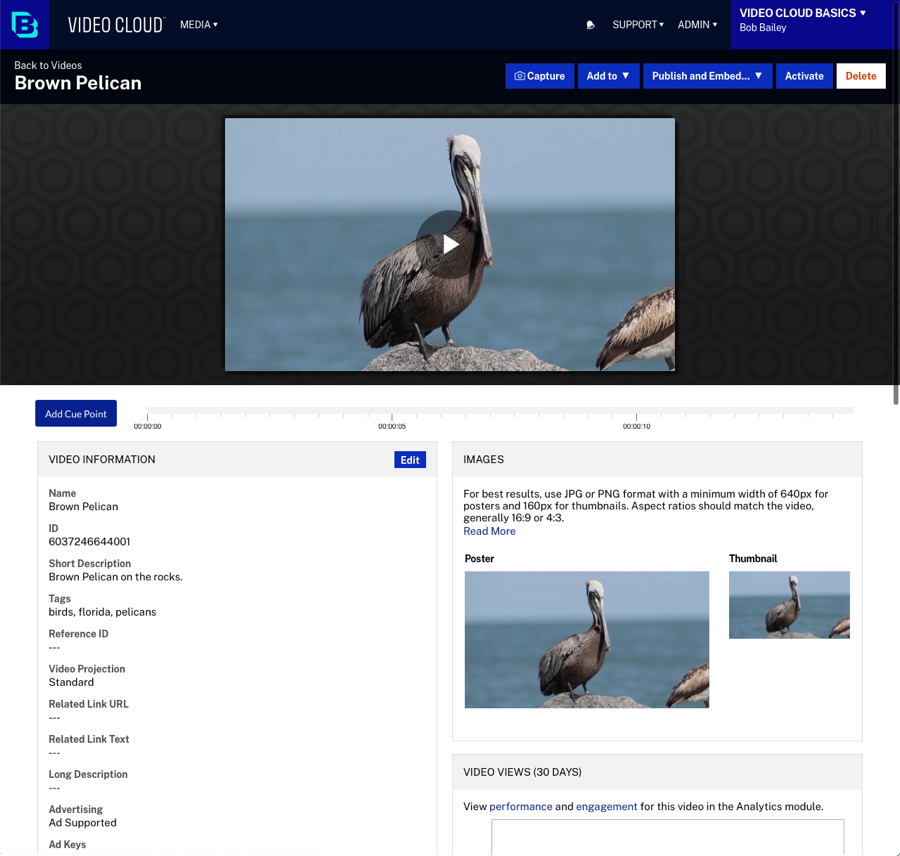 VIDEO CLOUD
MEDIA
SUPPORT
ADMIN
VIDEO CLOUD BASICS
Bob Bailey
Back to Videos
Brown Pelican
Capture
Add to
Publish and Embed...
Activate
Delete
Add Cue Point
00:00:00
00:00:05
00:00:10
VIDEO INFORMATION
Edit
Name
Brown Pelican
ID
6037246644001
Short Description
Brown Pelican on the rocks.
Tags
birds, florida, pelicans
Reference ID
---
Video Projection
Standard
Related Link URL
---
Related Link Text
---
Long Description
---
Advertising
Ad Supported
Ad Keys
IMAGES
For best results, use JPG or PNG format with a minimum width of 640px for
posters and 160px for thumbnails. Aspect ratios should match the video,
generally 16:9 or 4:3.
Read More
Poster
Thumbnail
VIDEO VIEWS (30 DAYS)
View performance and engagement for this video in the Analytics module.